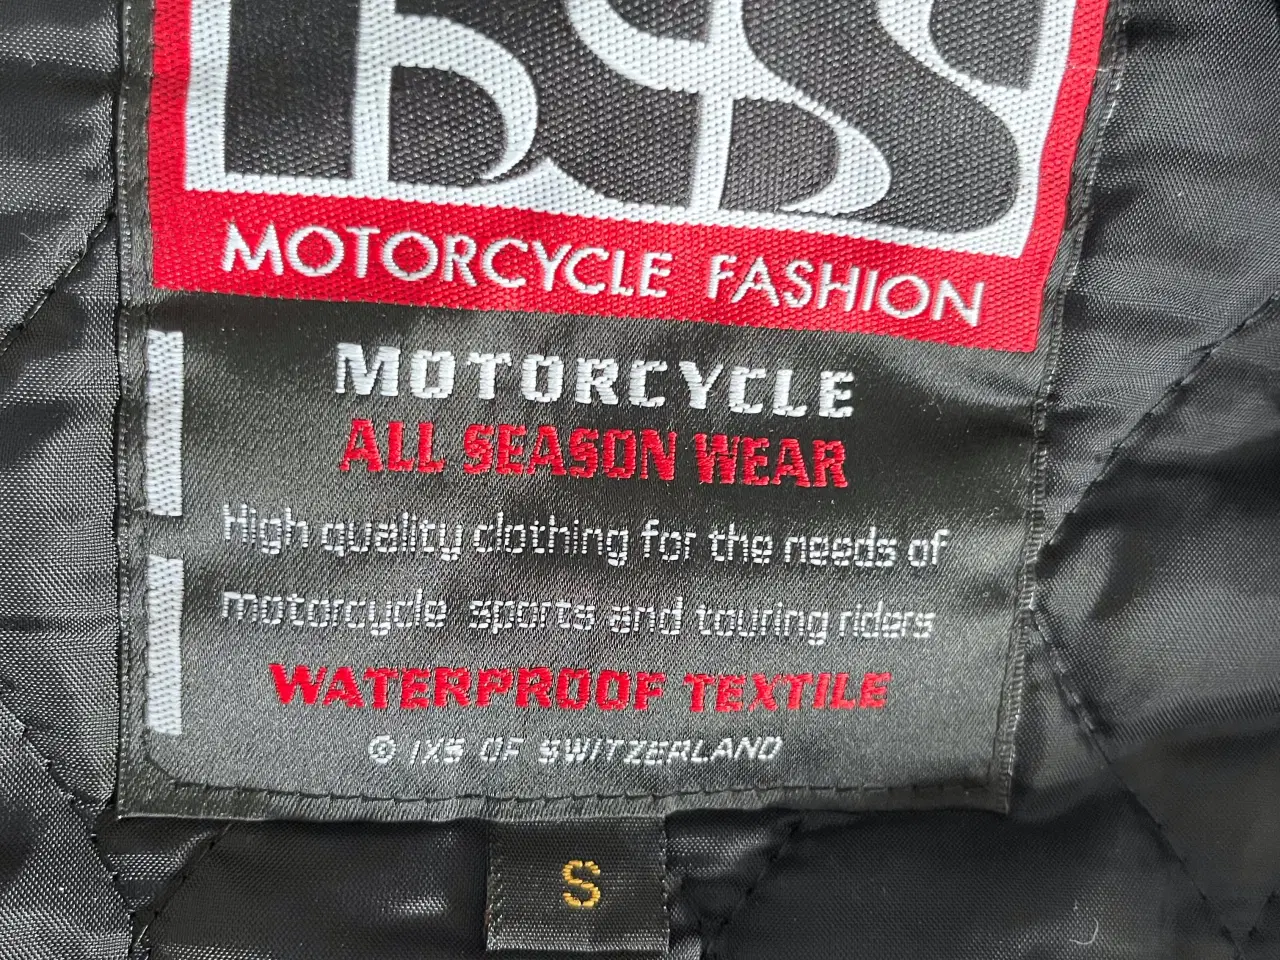 iXS
MOTORCYCLE FASHION
MOTORCYCLE
ALL SEASON WEAR
High quality clothing for the needs of
motorcycle sports and touring riders
WATERPROOF TEXTILE
© IXS OF SWITZERLAND
S